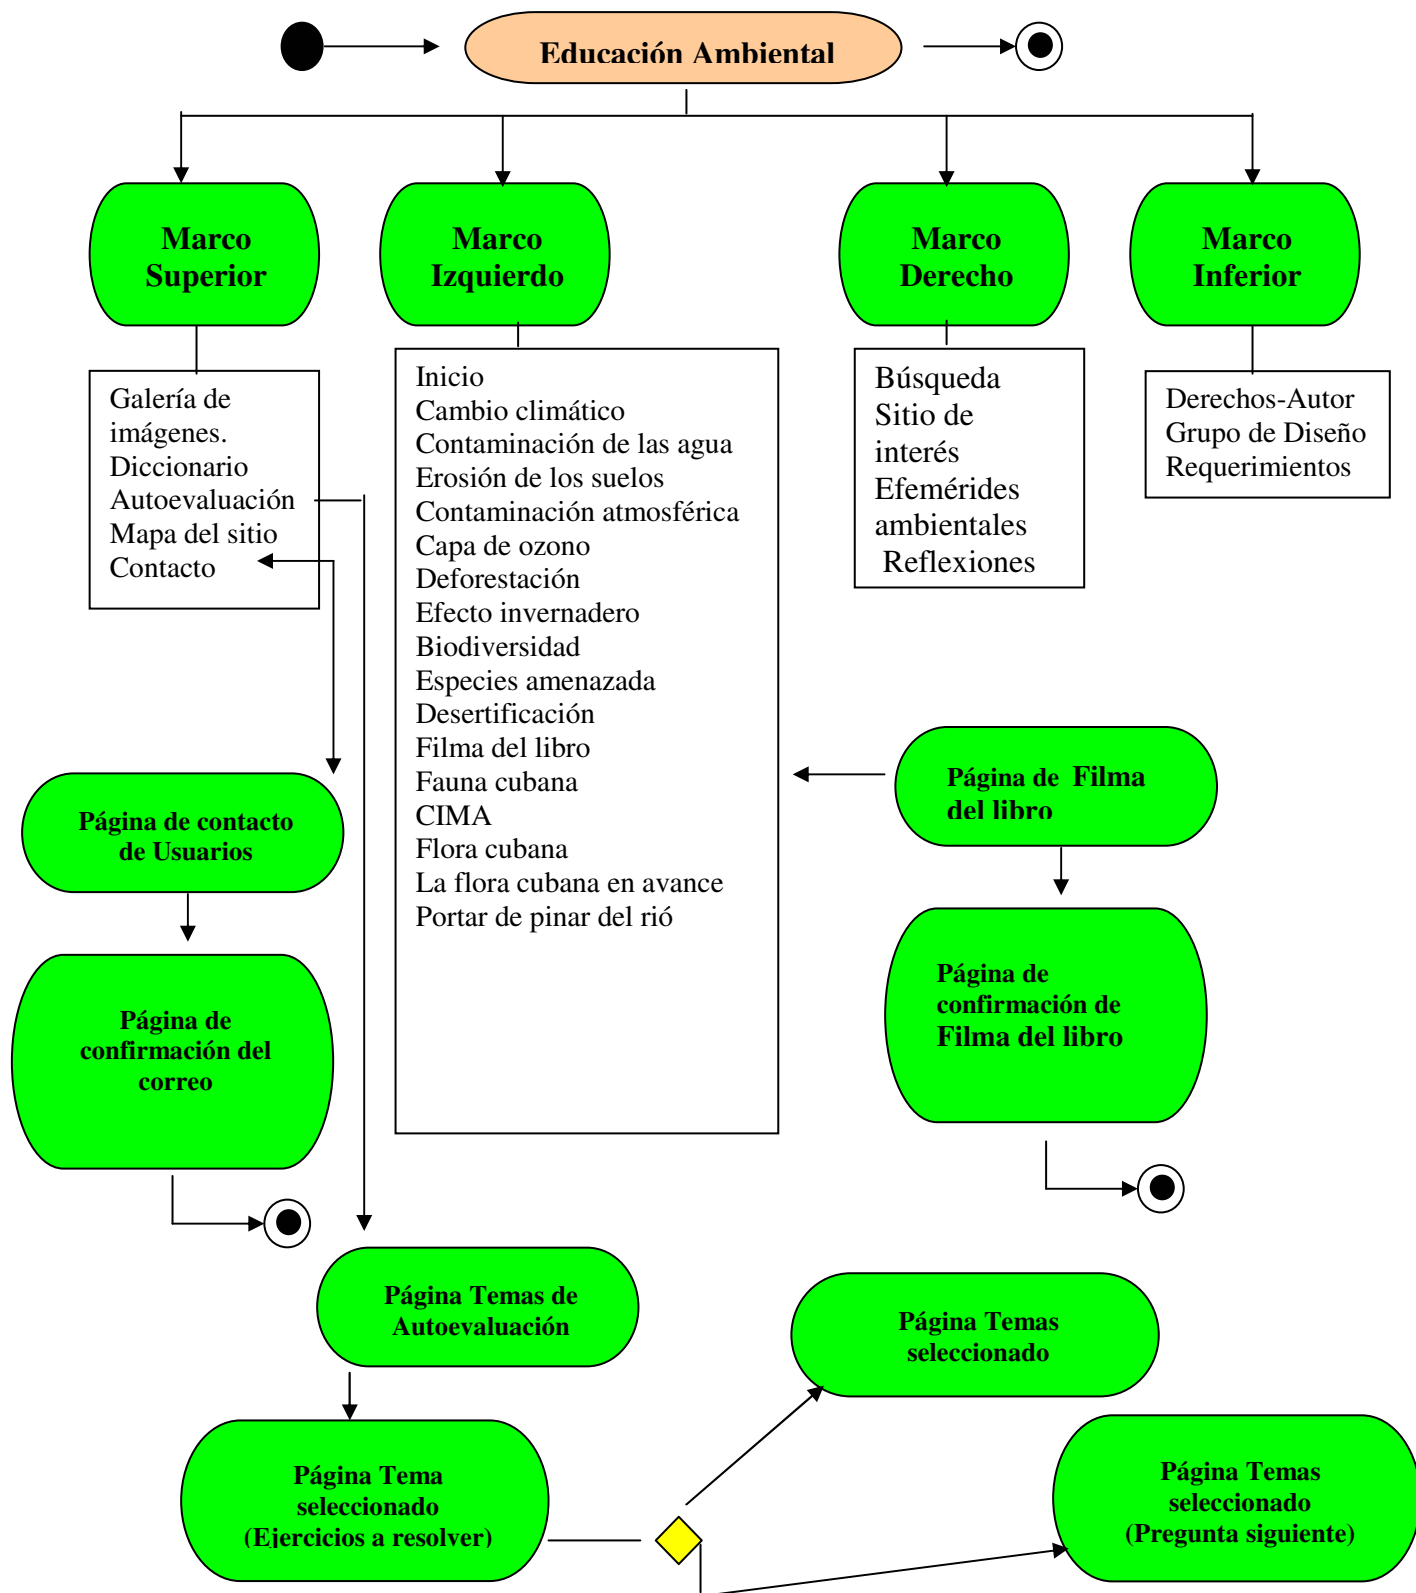 Educación Ambiental
Marco
Superior
Marco
Izquierdo
Marco
Derecho
Marco
Inferior
Galería de
imágenes.
Diccionario
Autoevaluación
Mapa del sitio
Contacto
Inicio
Cambio climático
Contaminación de las agua
Erosión de los suelos
Contaminación atmosférica
Capa de ozono
Deforestación
Efecto invernadero
Biodiversidad
Especies amenazada
Desertificación
Filma del libro
Fauna cubana
CIMA
Flora cubana
La flora cubana en avance
Portar de pinar del rió
Búsqueda
Sitio de
interés
Efemérides
ambientales
Reflexiones
Derechos-Autor
Grupo de Diseño
Requerimientos
Página de Filma
del libro
Página de contacto
de Usuarios
Página de
confirmación de
Filma del libro
Página de
confirmación del
correo
Página Temas de
Autoevaluación
Página Temas
seleccionado
Página Tema
seleccionado
(Ejercicios a resolver)
Página Temas
seleccionado
(Pregunta siguiente)